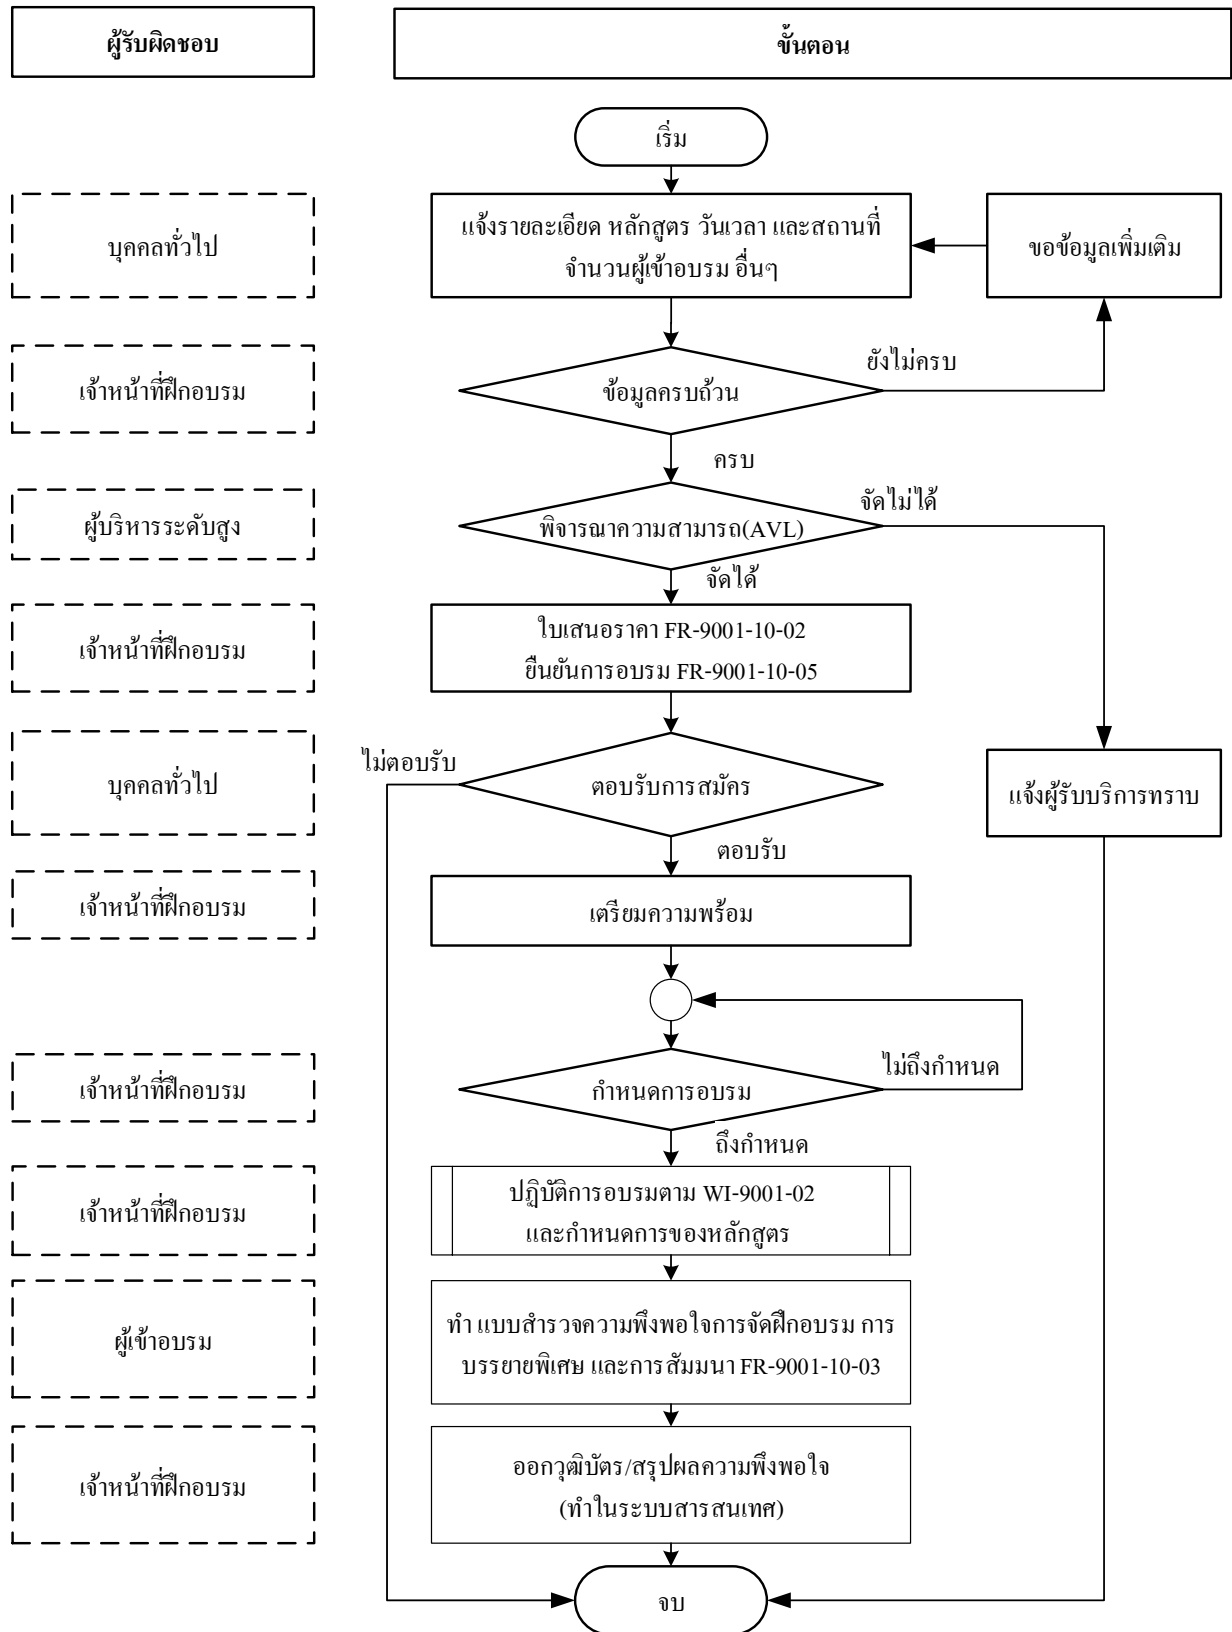 ผู้รับผิดชอบ
ขั้นตอน
เริ่ม
บุคคลทั่วไป
แจ้งรายละเอียด หลักสูตร วันเวลา และสถานที่
จำนวนผู้เข้าอบรม อื่นๆ
ขอข้อมูลเพิ่มเติม
เจ้าหน้าที่ฝึกอบรม
ข้อมูลครบถ้วน
ยังไม่ครบ
ครบ
ผู้บริหารระดับสูง
พิจารณาความสามารถ(AVL)
จัดไม่ได้
จัดได้
เจ้าหน้าที่ฝึกอบรม
ใบเสนอราคา FR-9001-10-02
ยืนยันการอบรม FR-9001-10-05
บุคคลทั่วไป
ไม่ตอบรับ
ตอบรับการสมัคร
แจ้งผู้รับบริการทราบ
ตอบรับ
เจ้าหน้าที่ฝึกอบรม
เตรียมความพร้อม
เจ้าหน้าที่ฝึกอบรม
กำหนดการอบรม
ไม่ถึงกำหนด
ถึงกำหนด
เจ้าหน้าที่ฝึกอบรม
ปฏิบัติการอบรมตาม WI-9001-02
และกำหนดการของหลักสูตร
ผู้เข้าอบรม
ทำ แบบสำรวจความพึงพอใจการจัดฝึกอบรม การ
บรรยายพิเศษ และการสัมมนา FR-9001-10-03
เจ้าหน้าที่ฝึกอบรม
ออกวุฒิบัตร/สรุปผลความพึงพอใจ
(ทำในระบบสารสนเทศ)
จบ